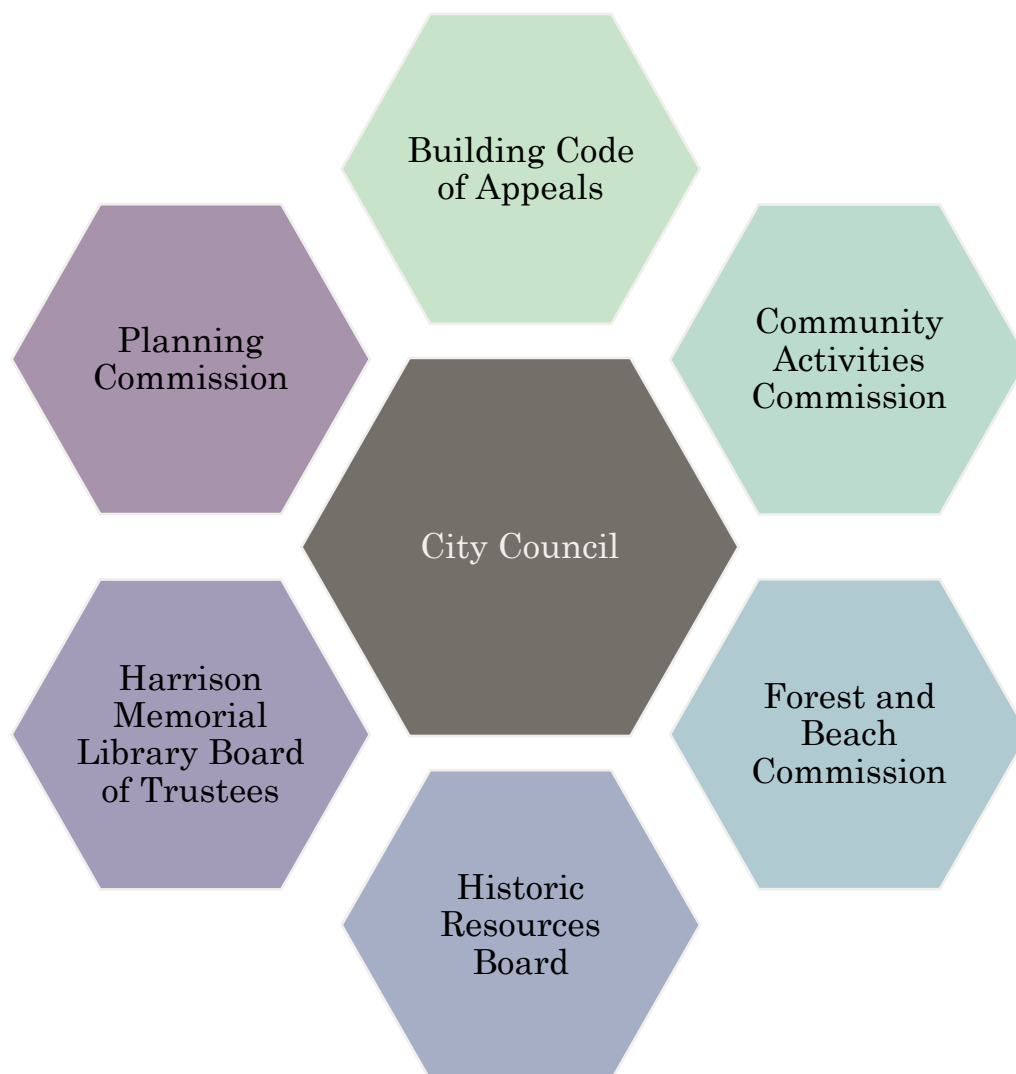 Building Code
of Appeals
Planning
Commission
Community
Activities
Commission
City Council
Harrison
Memorial
Library Board
of Trustees
Forest and
Beach
Commission
Historic
Resources
Board